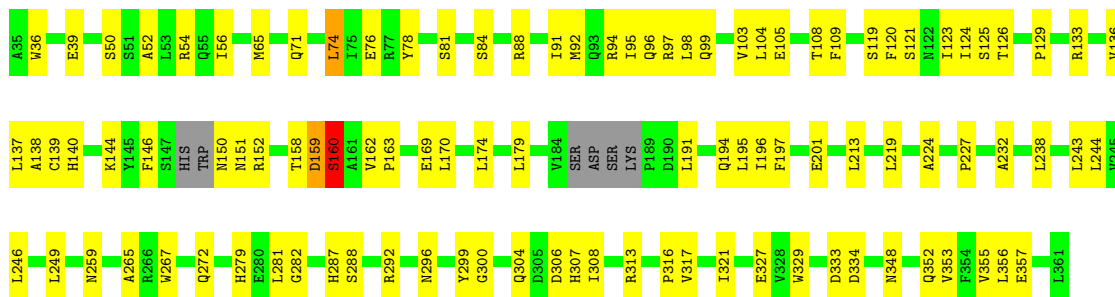 A35 W36 E39 S50 S51 A52 L53 R54 Q55 I56 M65 Q71 L74 I75 E76 R77 Y78 S81 S84 R88 I91 M92 Q93 R94 I95 Q96 R97 L98 Q99 V103 L104 E105 T108 F109 S119 F120 S121 N122 I123 I124 S125 T126 P129 R133 V136
L137 A138 C139 H140 K144 Y145 F146 S147 HIS TRP N150 N151 R152 T158 D159 S160 A161 V162 P163 E169 L170 L174 L179 V184 SER ASP SER LYS P189 D190 L191 Q194 L195 I196 F197 E201 L213 L219 A224 P227 A232 L238 L243 L244 V245
L246 L249 N259 A265 R266 W267 Q272 H279 E280 L281 G282 H287 S288 R292 N296 Y299 G300 Q304 D305 D306 H307 I308 R313 P316 V317 I321 E327 V328 W329 D333 D334 N348 Q352 V353 F354 V355 L356 E357 L361